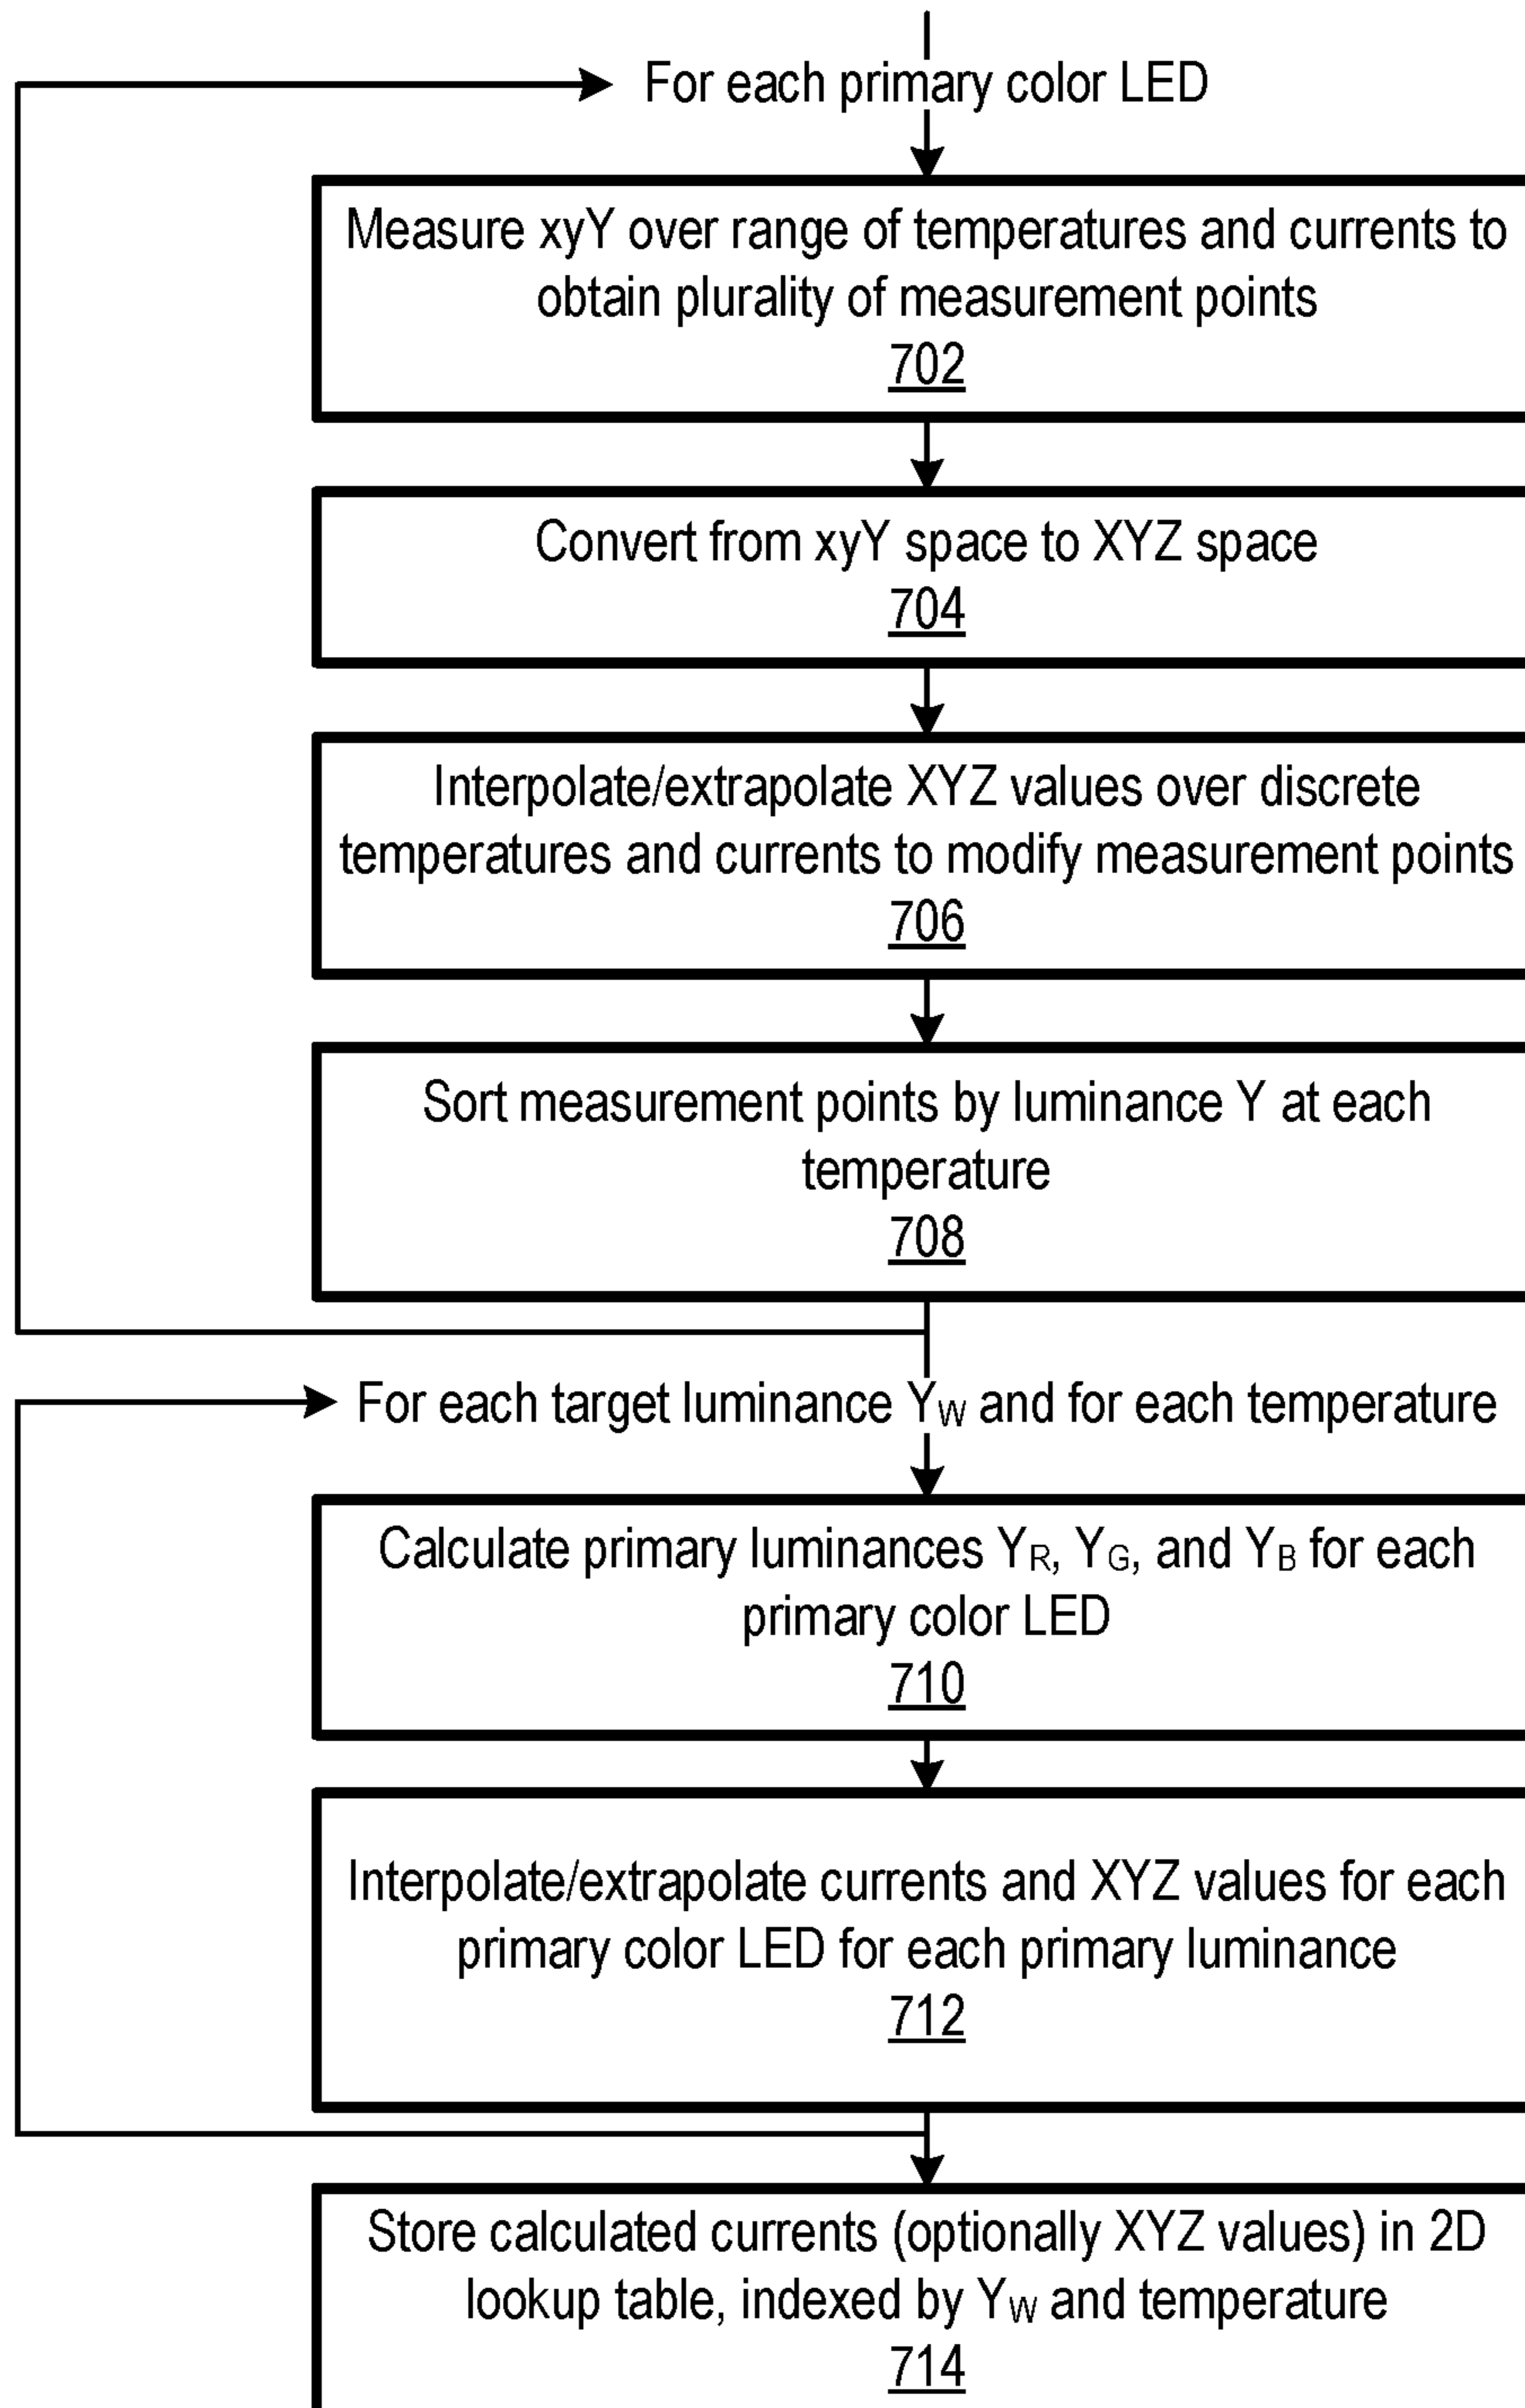 For each primary color LED
Measure xyY over range of temperatures and currents to
obtain plurality of measurement points
702
Convert from xyY space to XYZ space
704
Interpolate/extrapolate XYZ values over discrete
temperatures and currents to modify measurement points
706
Sort measurement points by luminance Y at each
temperature
708
For each target luminance Y_W and for each temperature
Calculate primary luminances Y_R, Y_G, and Y_B for each
primary color LED
710
Interpolate/extrapolate currents and XYZ values for each
primary color LED for each primary luminance
712
Store calculated currents (optionally XYZ values) in 2D
lookup table, indexed by Y_W and temperature
714